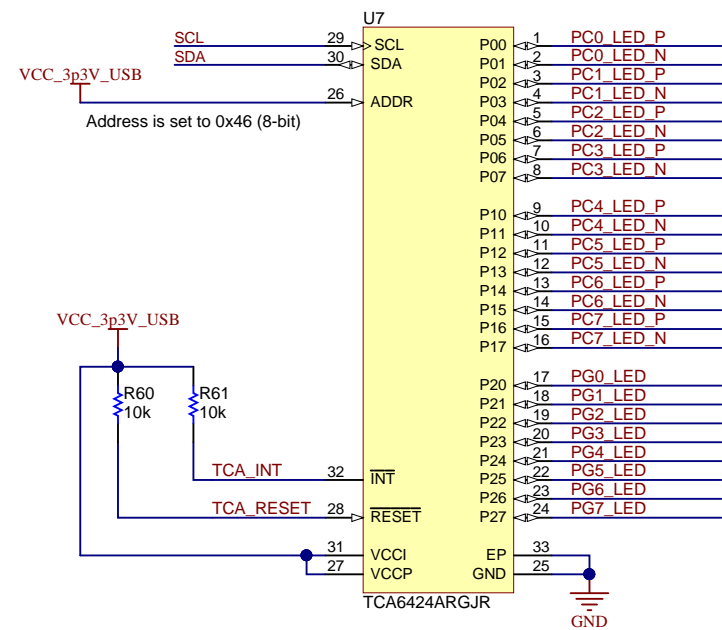 U7
SCL 29 SCL P00 1 PC0_LED_P
SDA 30 SDA P01 2 PC0_LED_N
P02 3 PC1_LED_P
VCC_3p3V_USB
26 ADDR P03 4 PC1_LED_N
Address is set to 0x46 (8-bit) P04 5 PC2_LED_P
P05 6 PC2_LED_N
P06 7 PC3_LED_P
P07 8 PC3_LED_N
P10 9 PC4_LED_P
P11 10 PC4_LED_N
P12 11 PC5_LED_P
P13 12 PC5_LED_N
P14 13 PC6_LED_P
P15 14 PC6_LED_N
VCC_3p3V_USB
P16 15 PC7_LED_P
P17 16 PC7_LED_N
P20 17 PG0_LED
R60 R61 P21 18 PG1_LED
10k 10k P22 19 PG2_LED
P23 20 PG3_LED
P24 21 PG4_LED
TCA_INT 32 INT P25 22 PG5_LED
P26 23 PG6_LED
TCA_RESET 28 RESET P27 24 PG7_LED
31 VCCI EP 33
27 VCCP GND 25
TCA6424ARGJR
GND